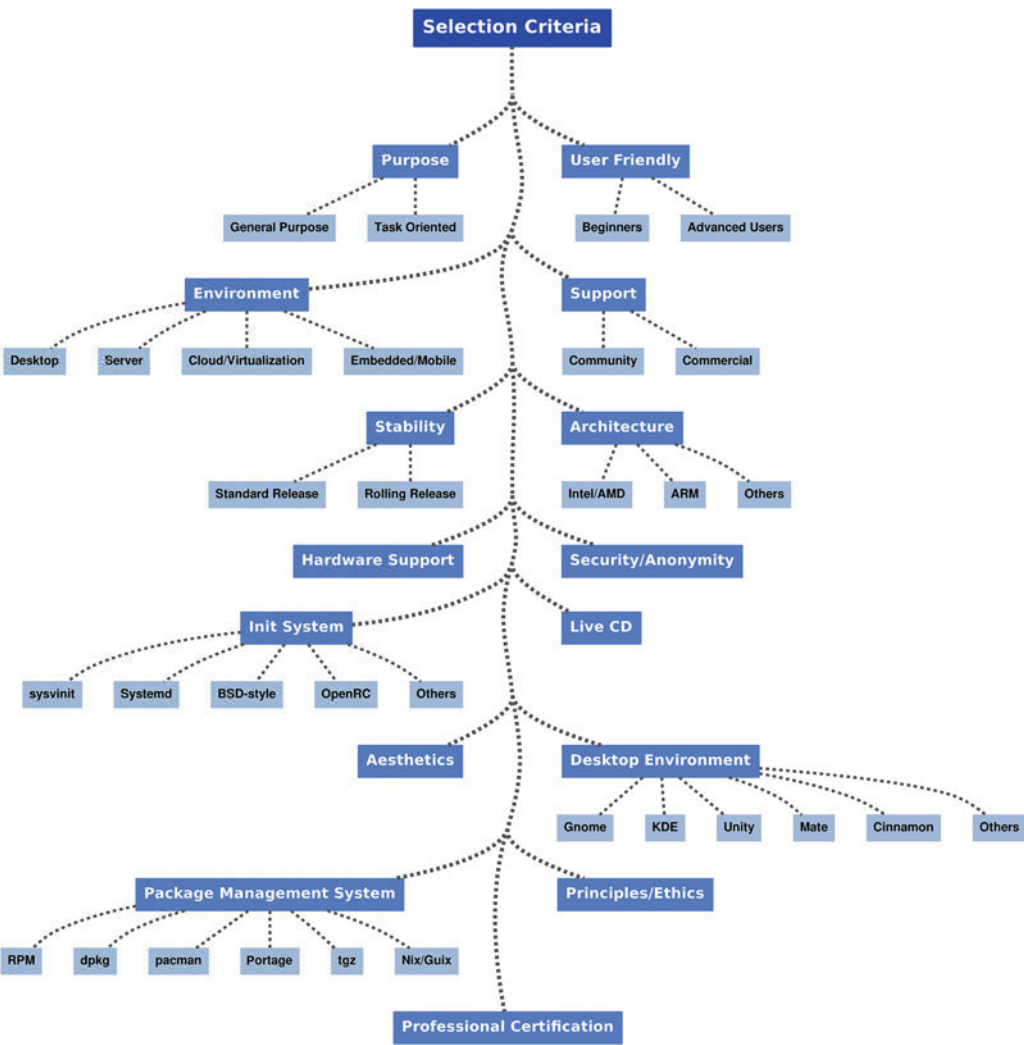 Selection Criteria
Purpose
User Friendly
General Purpose
Task Oriented
Beginners
Advanced Users
Environment
Support
Desktop
Server
Cloud/Virtualization
Embedded/Mobile
Community
Commercial
Stability
Architecture
Standard Release
Rolling Release
Intel/AMD
ARM
Others
Hardware Support
Security/Anonymity
Init System
Live CD
sysvinit
Systemd
BSD-style
OpenRC
Others
Aesthetics
Desktop Environment
Gnome
KDE
Unity
Mate
Cinnamon
Others
Package Management System
Principles/Ethics
RPM
dpkg
pacman
Portage
tgz
Nix/Guix
Professional Certification